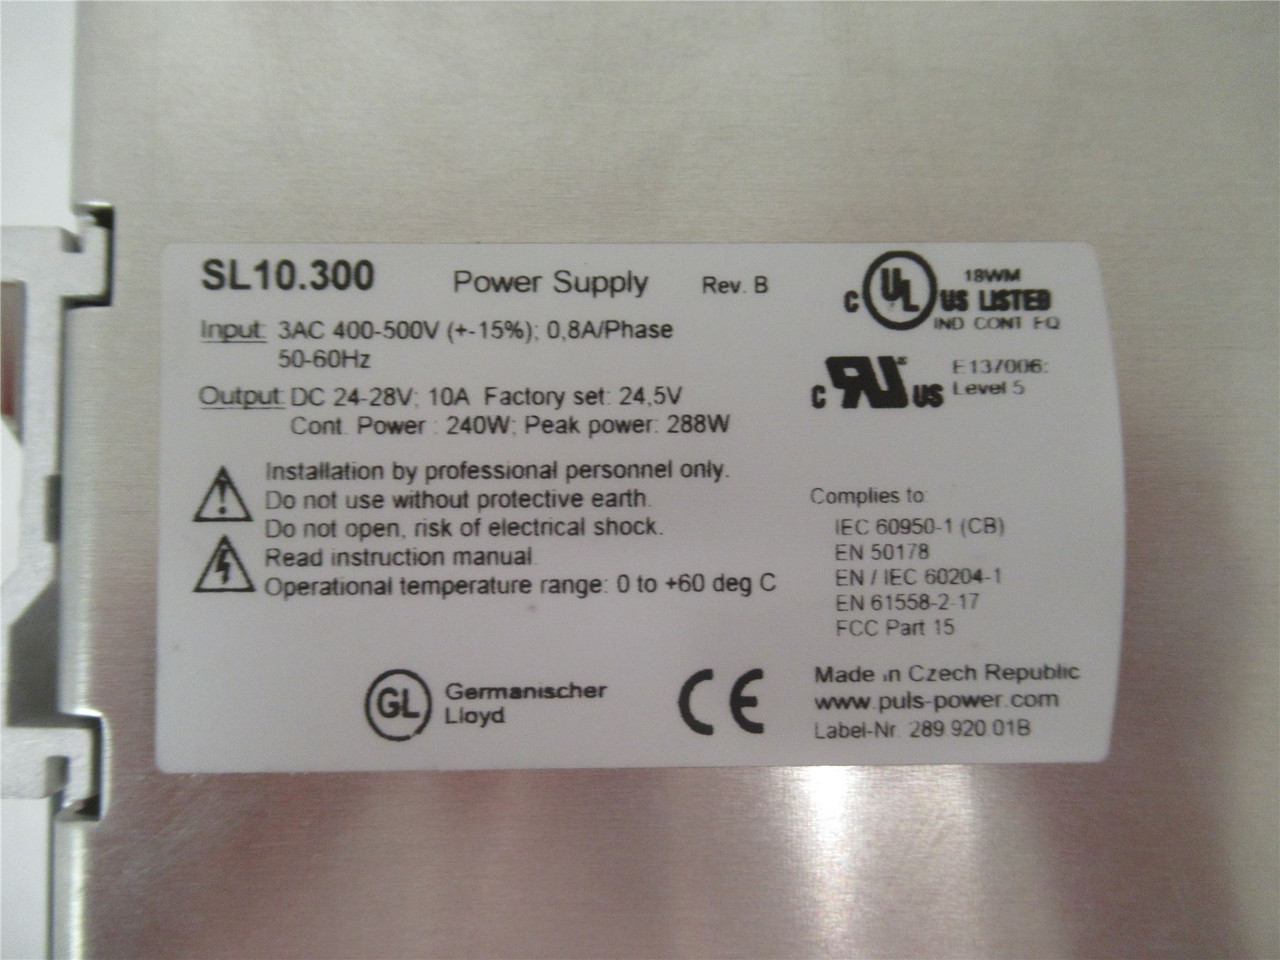 SL10.300 Power Supply Rev. B
Input: 3AC 400-500V (+-15%); 0,8A/Phase
50-60Hz
Output: DC 24-28V; 10A Factory set: 24,5V
Cont. Power : 240W; Peak power: 288W
Installation by professional personnel only.
Do not use without protective earth.
Do not open, risk of electrical shock.
Read instruction manual.
Operational temperature range: 0 to +60 deg C
GL Germanischer
Lloyd
CE
C UL US LISTED
18WM
IND CONT EQ
C RU US
Level 5
Complies to:
IEC 60950-1 (CB)
EN 50178
EN / IEC 60204-1
EN 61558-2-17
FCC Part 15
Made in Czech Republic
www.puls-power.com
Label-Nr. 289.920.01B